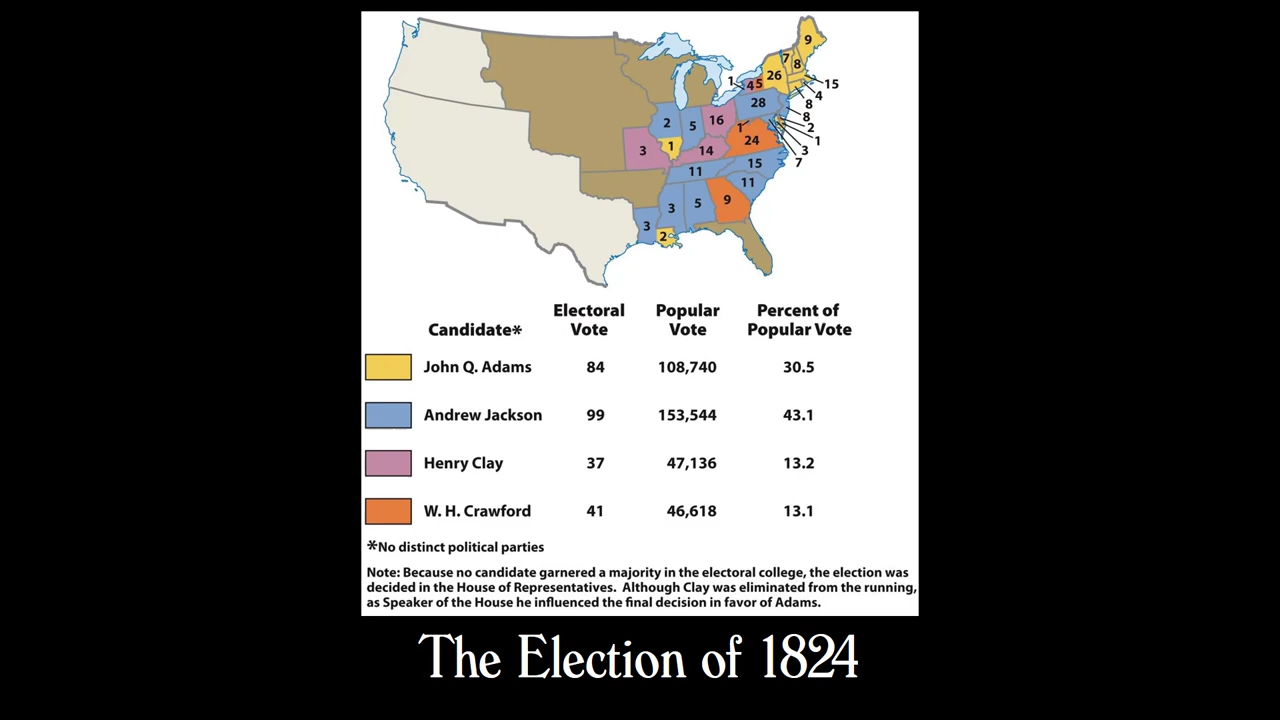 9
7
8
26
1
4
5
15
4
8
28
8
2
1
3
7
2
5
16
1
24
3
1
14
15
11
11
3
5
9
3
2
Electoral Popular Percent of
Candidate* Vote Vote Popular Vote
John Q. Adams 84 108,740 30.5
Andrew Jackson 99 153,544 43.1
Henry Clay 37 47,136 13.2
W. H. Crawford 41 46,618 13.1
*No distinct political parties
Note: Because no candidate garnered a majority in the electoral college, the election was
decided in the House of Representatives. Although Clay was eliminated from the running,
as Speaker of the House he influenced the final decision in favor of Adams.
The Election of 1824